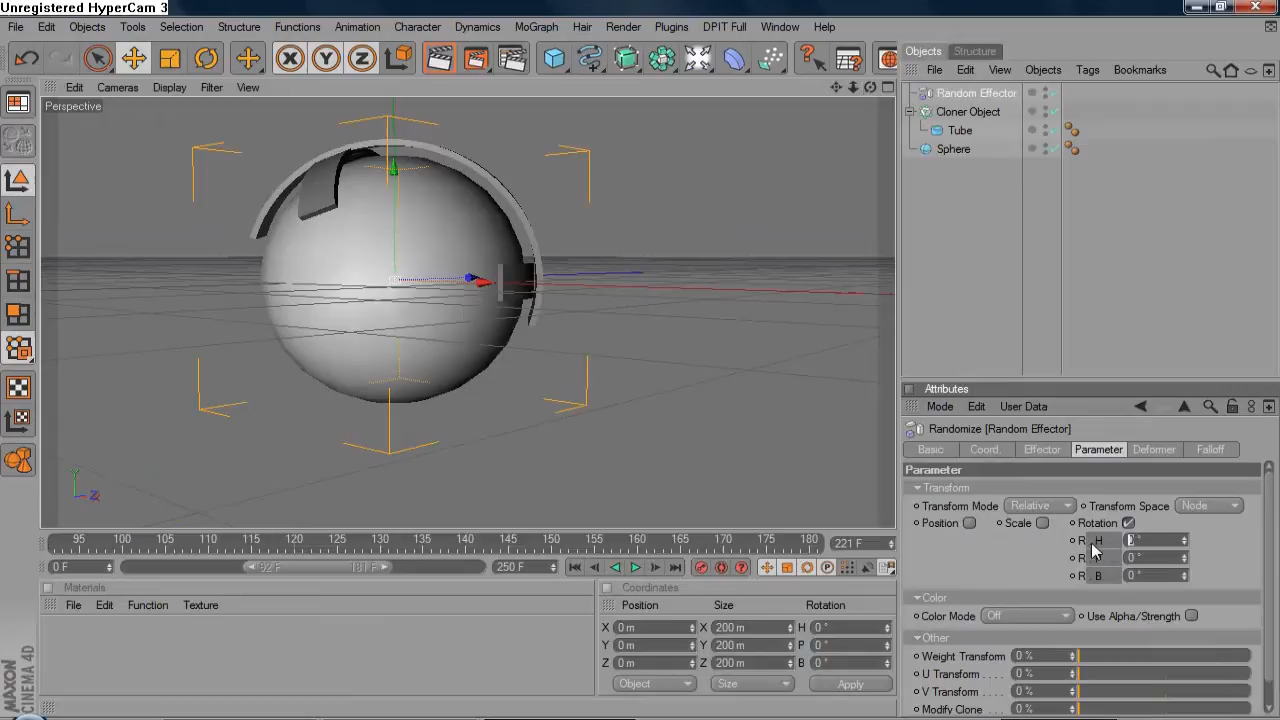 Unregistered HyperCam 3
File Edit Objects Tools Selection Structure Functions Animation Character Dynamics MoGraph Hair Render Plugins DPIT Full Window Help
Objects Structure
File Edit View Objects Tags Bookmarks
Edit Cameras Display Filter View
Perspective
Random Effector
Cloner Object
Tube
Sphere
X Y Z
Y
Z
Attributes
Mode Edit User Data
Randomize [Random Effector]
Basic Coord. Effector Parameter Deformer Falloff
Parameter
Transform
Transform Mode Relative Transform Space Node
Position Scale Rotation
R . H °
R 0 °
R . B 0 °
Color
Color Mode Off Use Alpha/Strength
Other
Weight Transform 0 %
U Transform . . . . 0 %
V Transform . . . . 0 %
Modify Clone 0 %
95 100 105 110 115 120 125 130 135 140 145 150 155 160 165 170 175 180 221 F
0 F 92 F 181 F 250 F
Materials
File Edit Function Texture
Coordinates
Position Size Rotation
X 0 m X 200 m H 0 °
Y 0 m Y 200 m P 0 °
Z 0 m Z 200 m B 0 °
Object Size Apply
MAXON
CINEMA 4D